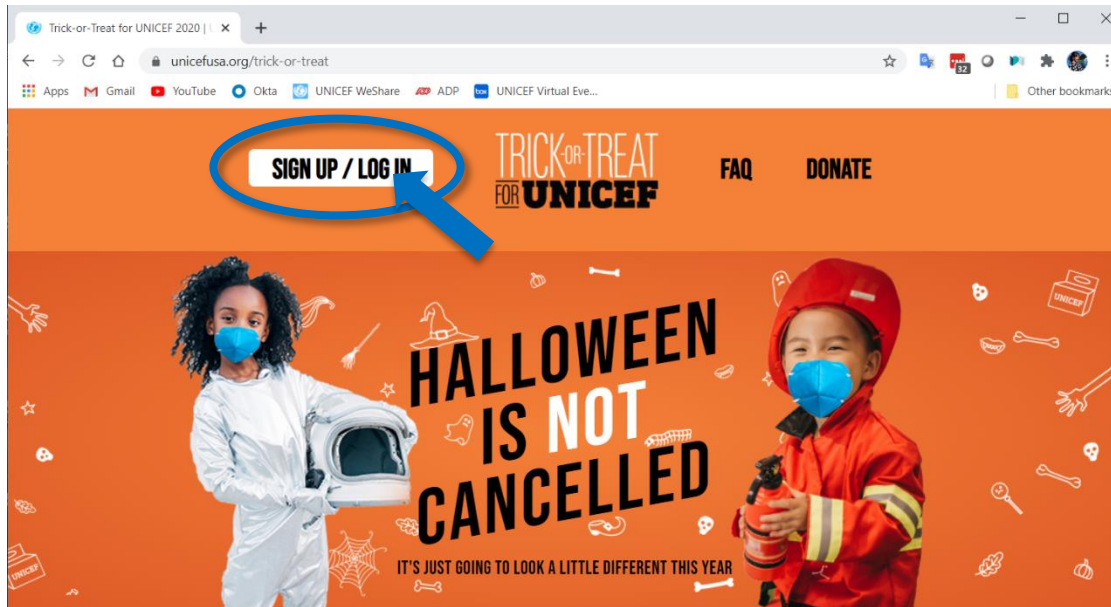 Trick-or-Treat for UNICEF 2020 |
unicefusa.org/trick-or-treat
32
Apps Gmail YouTube Okta UNICEF WeShare ADP box UNICEF Virtual Eve... Other bookmarks
SIGN UP / LOG IN
TRICK-OR-TREAT
FOR UNICEF
FAQ
DONATE
HALLOWEEN
IS NOT
CANCELLED
IT'S JUST GOING TO LOOK A LITTLE DIFFERENT THIS YEAR
UNICEF
UNICEF